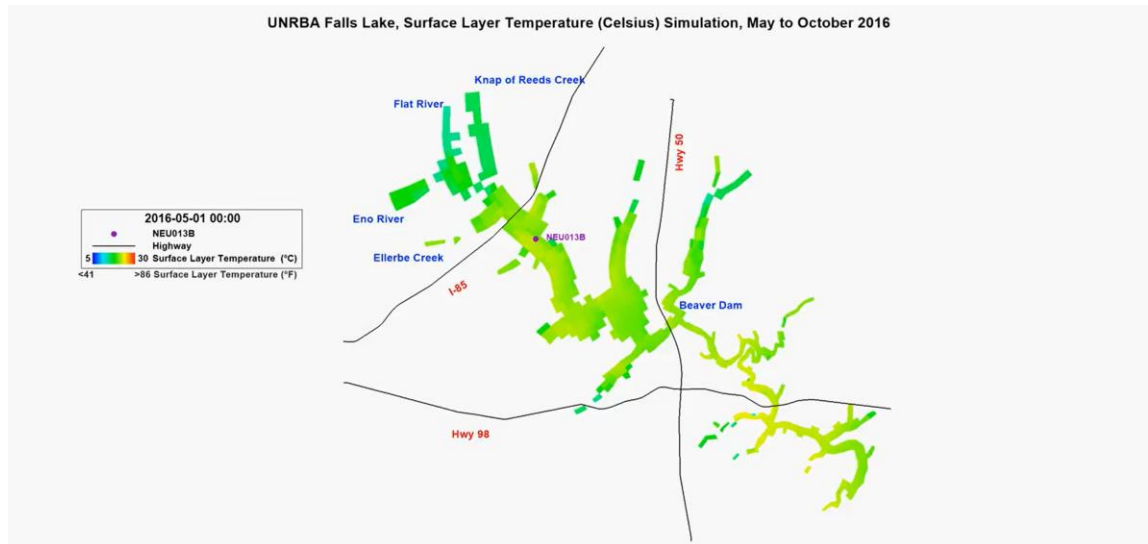 UNRBA Falls Lake, Surface Layer Temperature (Celsius) Simulation, May to October 2016
Knap of Reeds Creek
Flat River
Hwy 50
Eno River
2016-05-01 00:00
NEU013B
Highway
5 30 Surface Layer Temperature (°C)
<41 >86 Surface Layer Temperature (°F)
NEU013B
Ellerbe Creek
I-85
Beaver Dam
Hwy 98